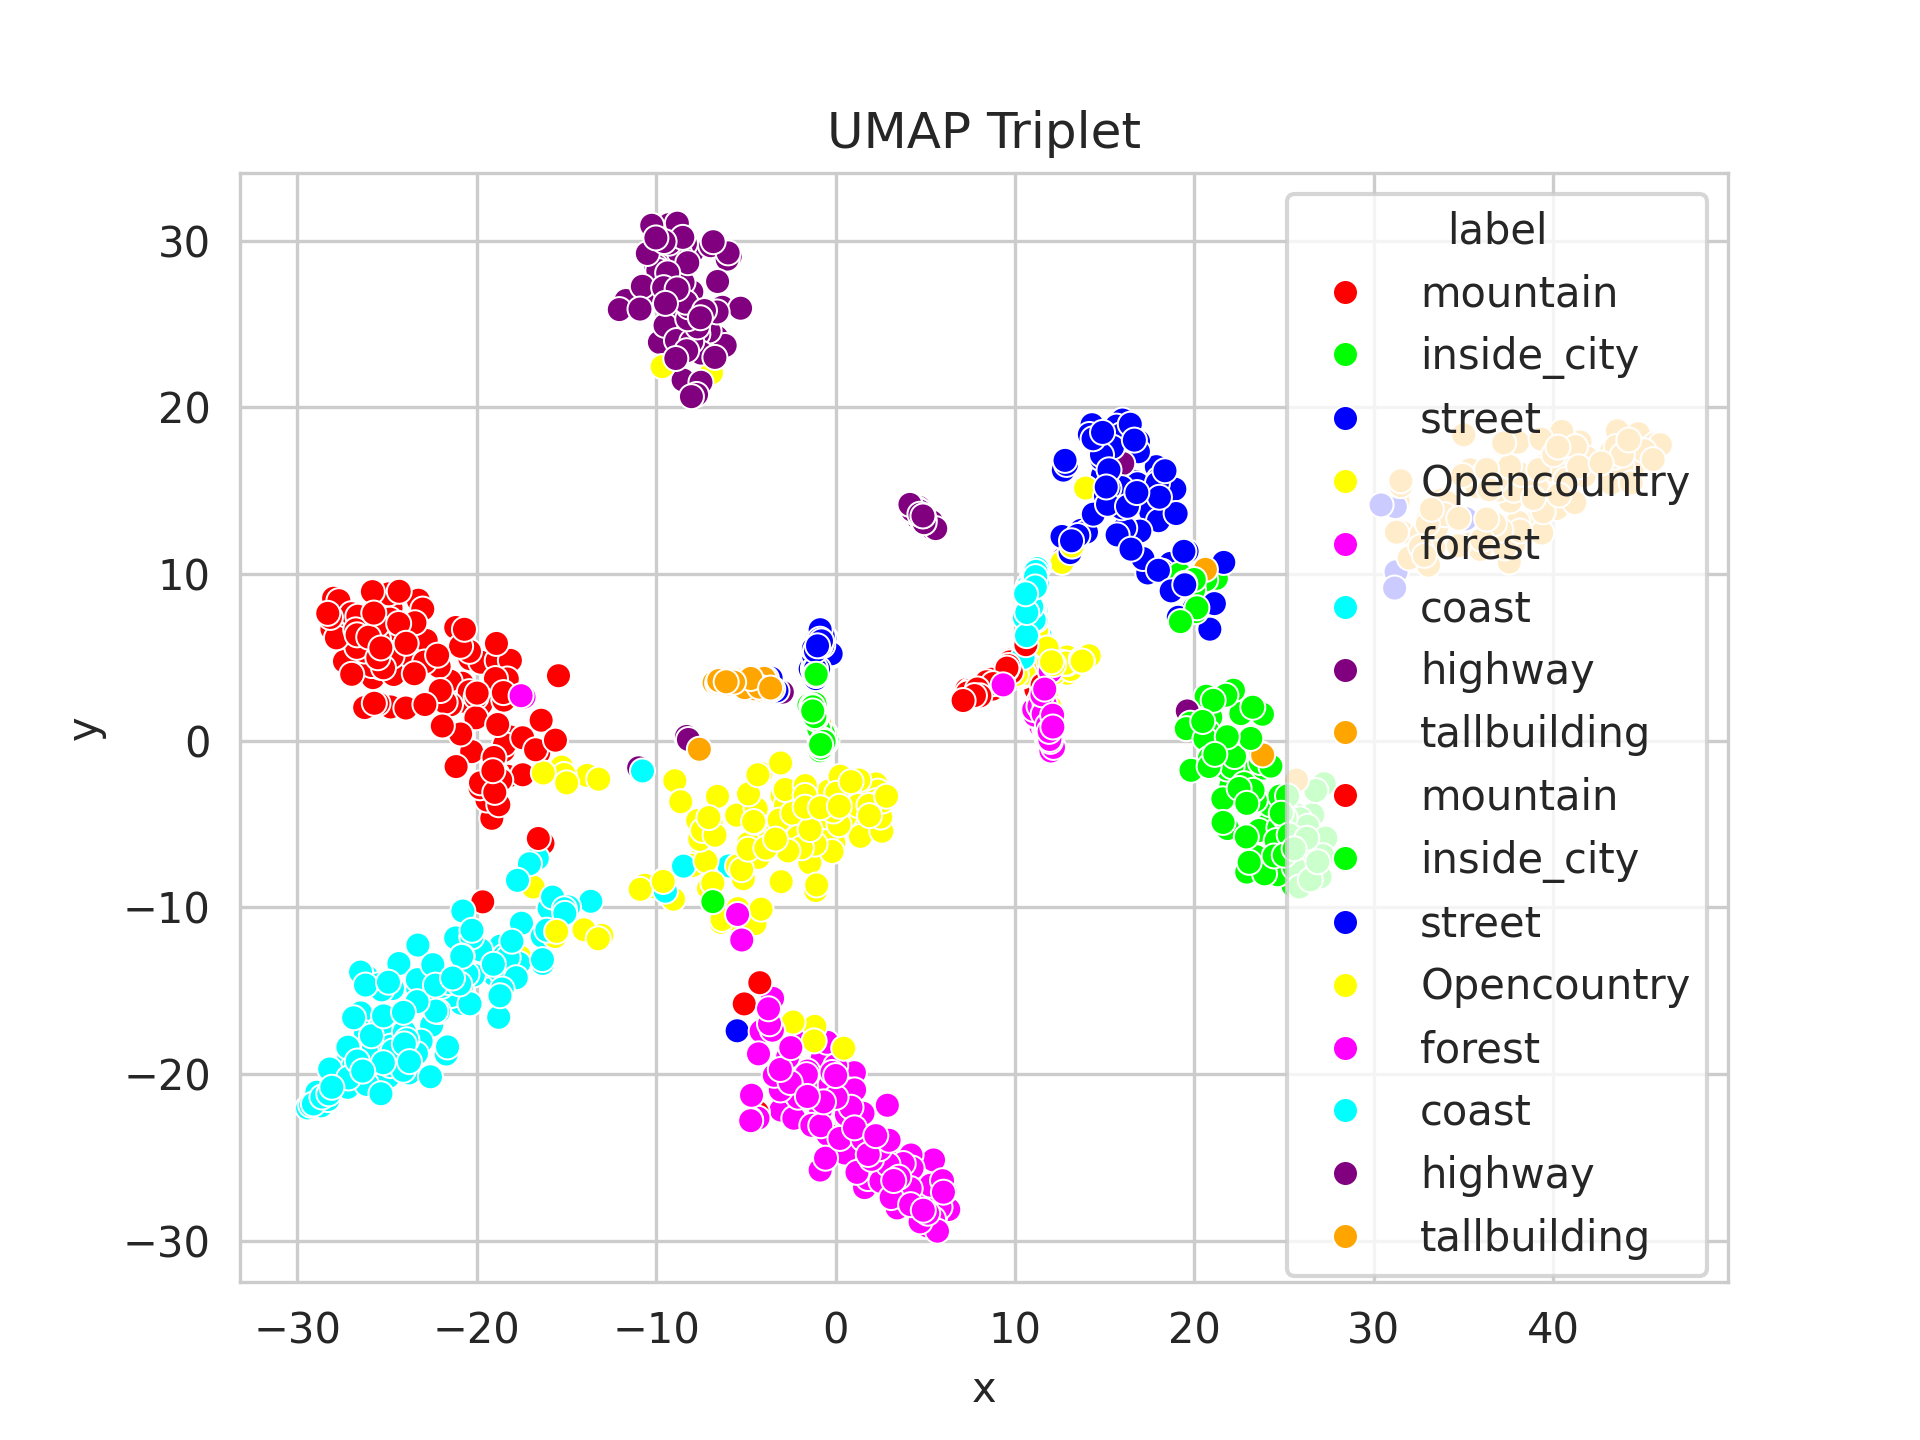 UMAP Triplet
label
mountain
inside_city
street
Opencountry
forest
coast
highway
tallbuilding
mountain
inside_city
street
Opencountry
forest
coast
highway
tallbuilding
30
20
10
0
−10
−20
−30
y
−30 −20 −10 0 10 20 30 40
x